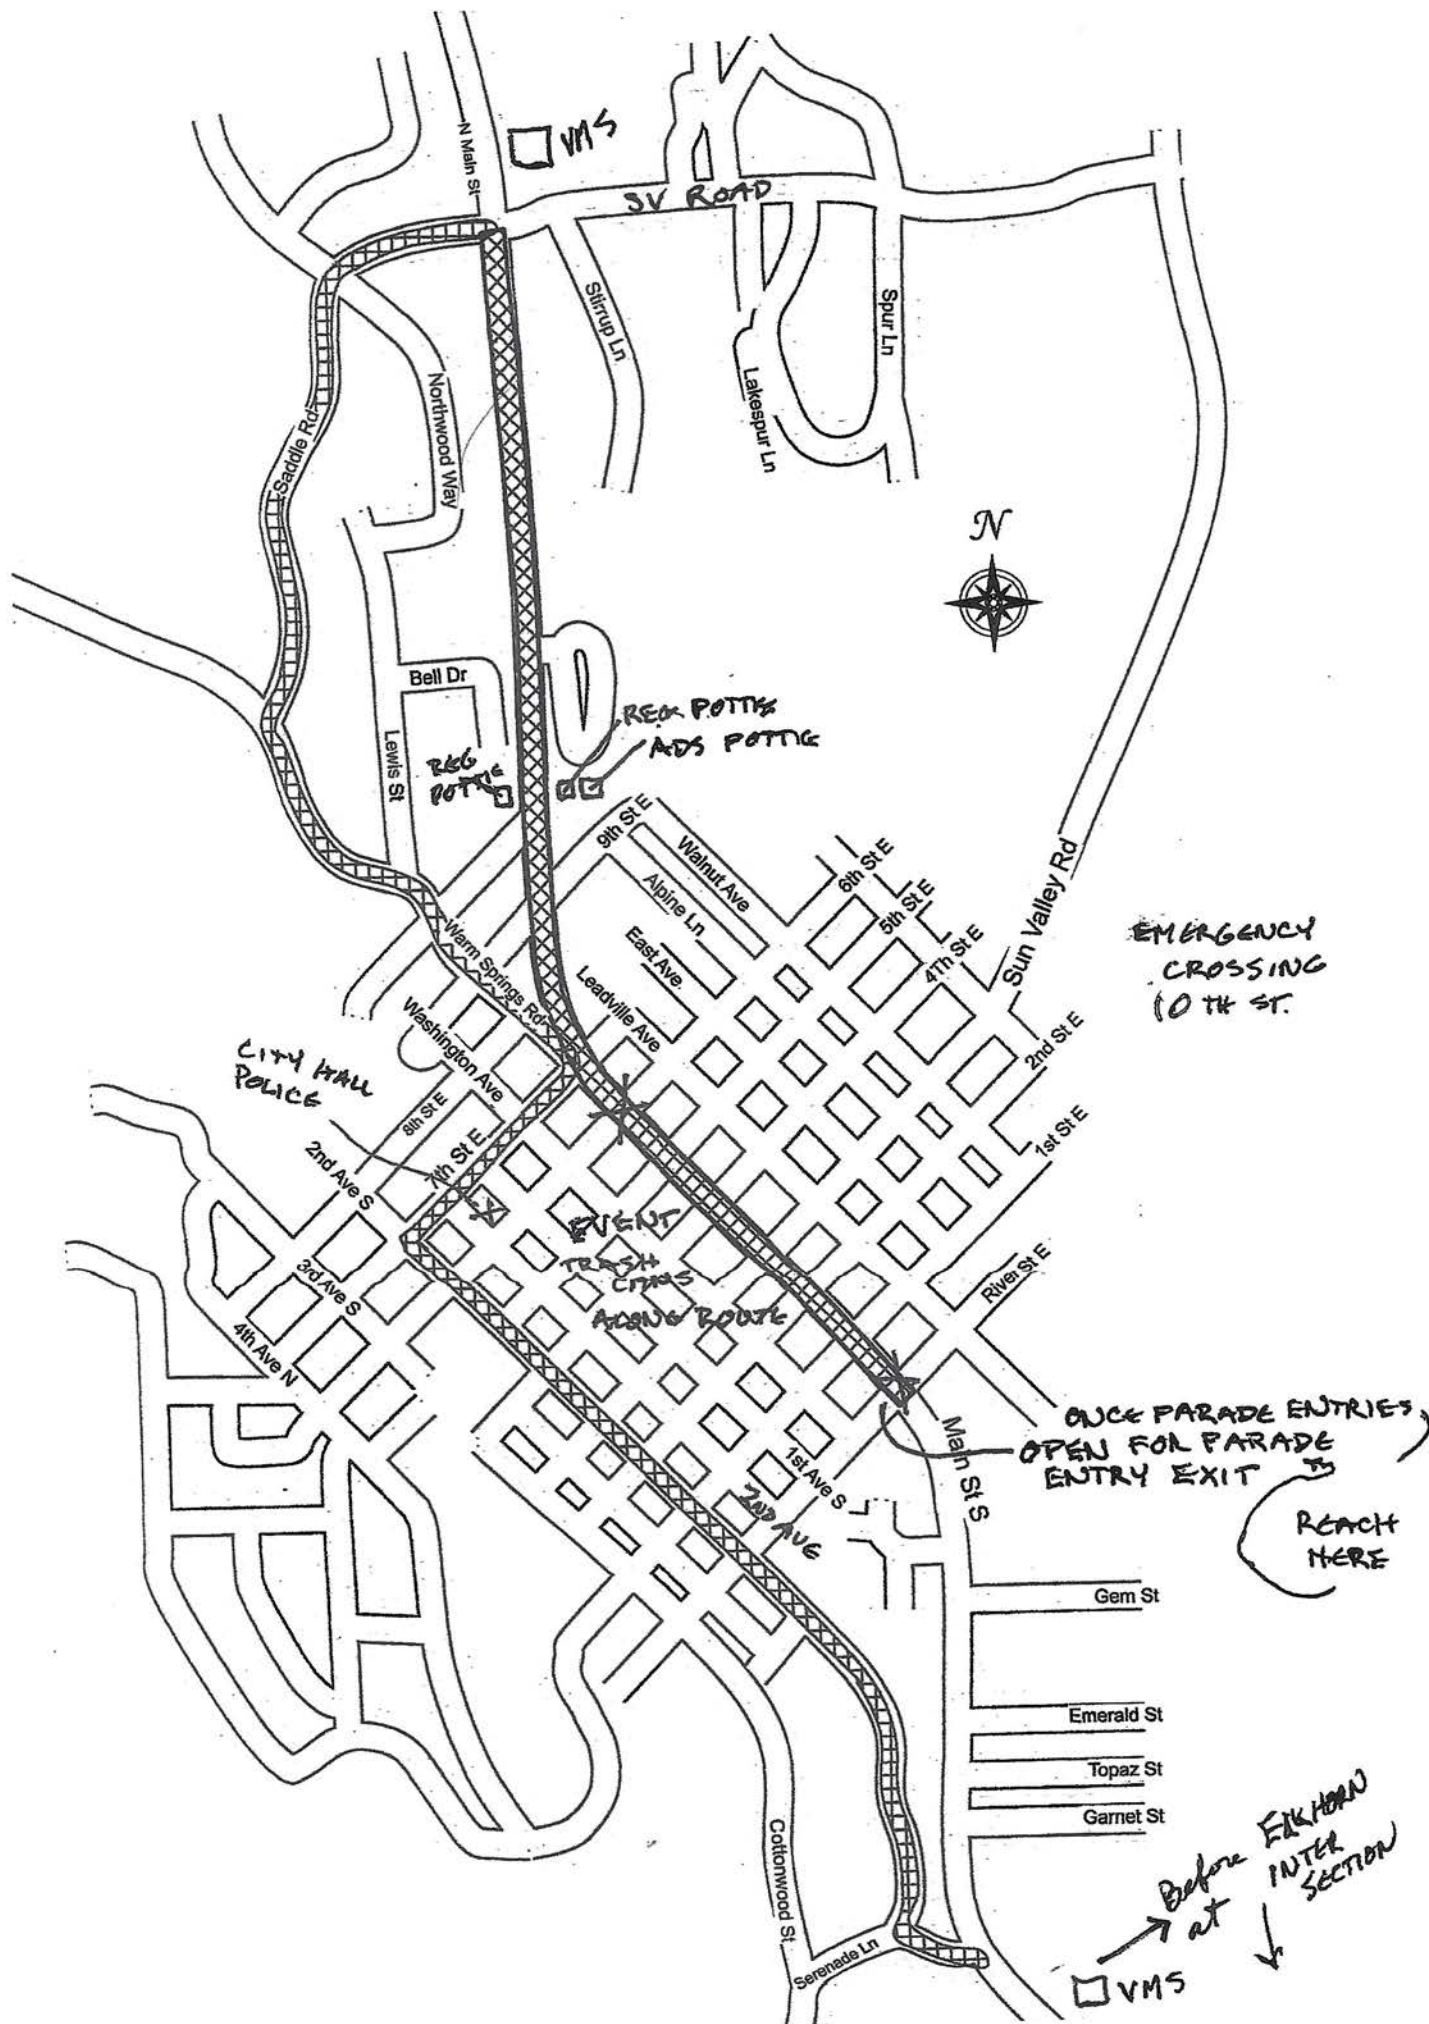 VMS
N Main St
SV ROAD
Stirrup Ln
Spur Ln
Lakespur Ln
Northwood Way
Saddle Rd
N
Bell Dr
REG POTTIE
ADS POTTIE
Lewis St
REG
POTTIE
9th St E
Walnut Ave
Alpine Ln
6th St E
5th St E
4Th St E
Sun Valley Rd
EMERGENCY
CROSSING
10 TH ST.
East Ave
Warm Springs Rd
Leadville Ave
Washington Ave
2nd St E
CITY HALL
POLICE
8th St E
7th St E
1st St E
2nd Ave S
EVENT
TRASH
ALONG ROUTE
River St E
3rd Ave S
4th Ave N
ONCE PARADE ENTRIES,
OPEN FOR PARADE
ENTRY EXIT
REACH
HERE
Main St S
1st Ave S
2ND AVE
Gem St
Emerald St
Topaz St
Garnet St
Cottonwood St
Serenade Ln
Before ELKHORN
at INTER
SECTION
VMS